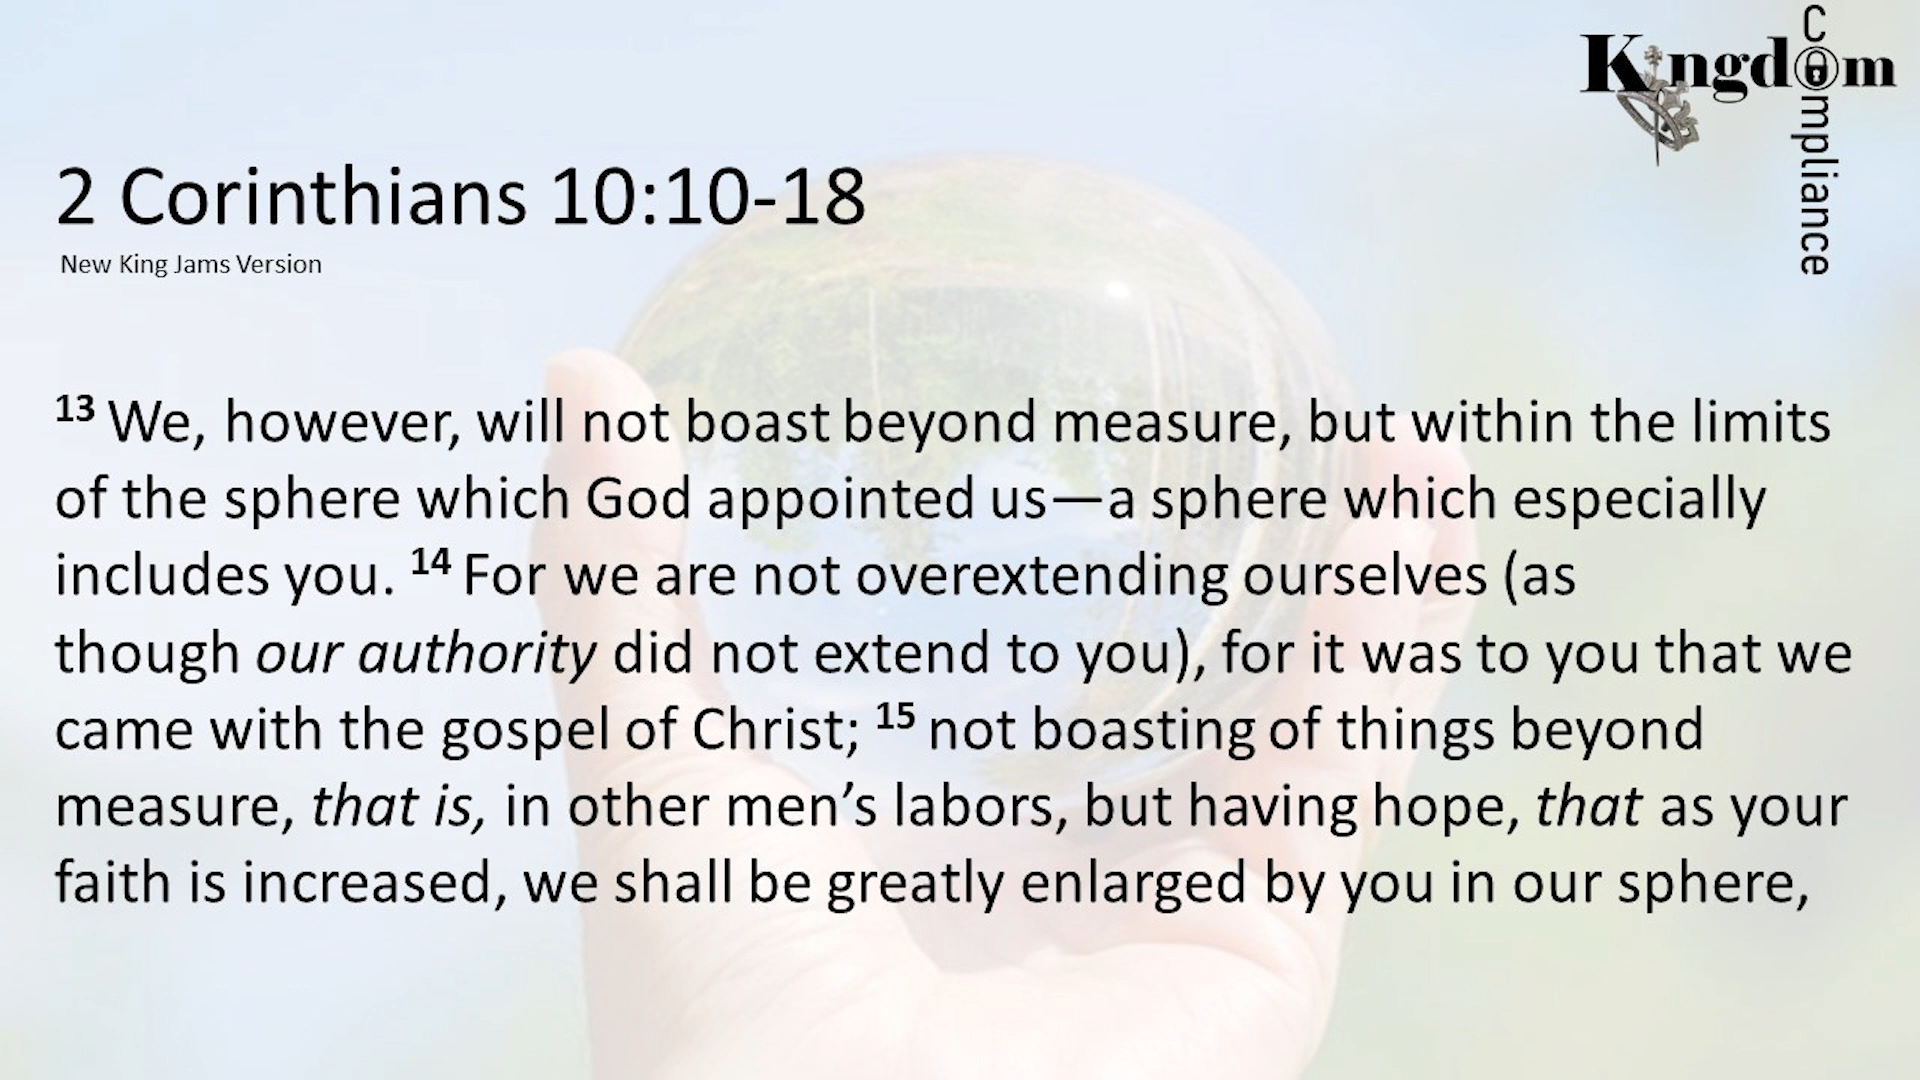 Kingdom
Compliance
2 Corinthians 10:10-18
New King Jams Version
13 We, however, will not boast beyond measure, but within the limits
of the sphere which God appointed us—a sphere which especially
includes you. 14 For we are not overextending ourselves (as
though our authority did not extend to you), for it was to you that we
came with the gospel of Christ; 15 not boasting of things beyond
measure, that is, in other men’s labors, but having hope, that as your
faith is increased, we shall be greatly enlarged by you in our sphere,